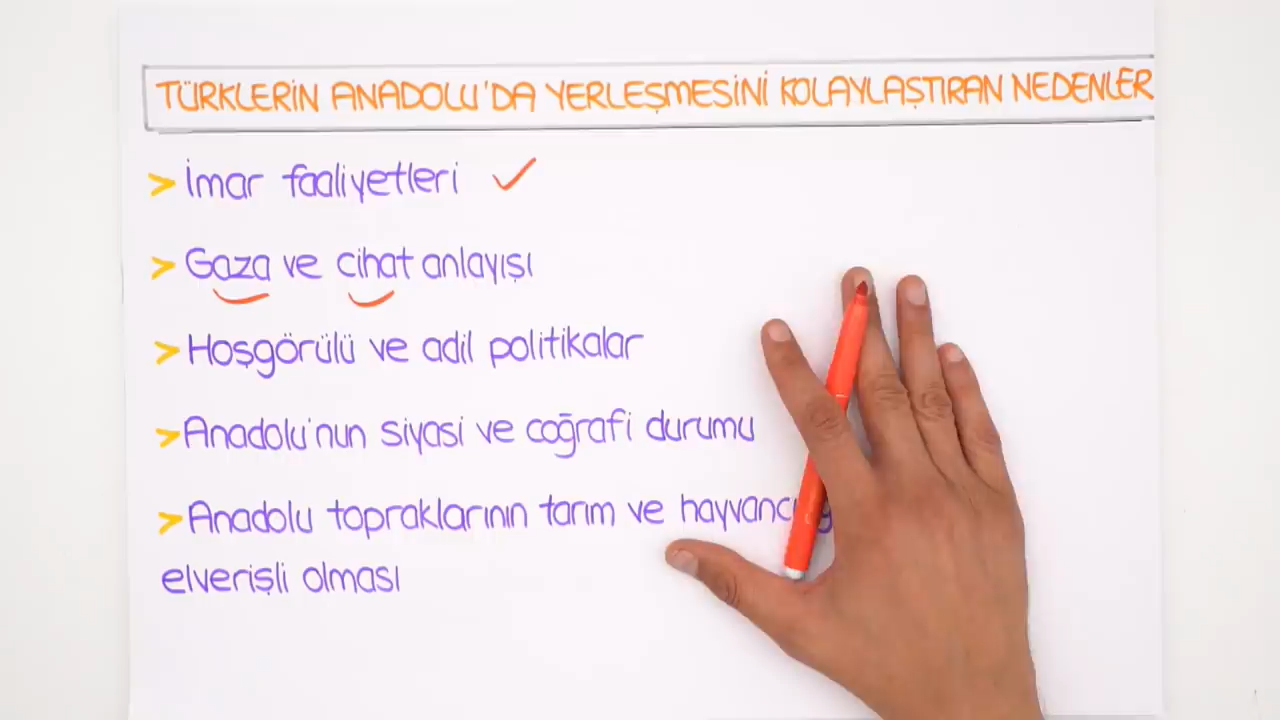 TÜRKLERİN ANADOLU'DA YERLEŞMESİNİ KOLAYLAŞTIRAN NEDENLER
> İmar faaliyetleri ✓
> Gaza ve cihat anlayışı
> Hoşgörülü ve adil politikalar
> Anadolu'nun siyasi ve coğrafi durumu
> Anadolu topraklarının tarım ve
elverişli olması